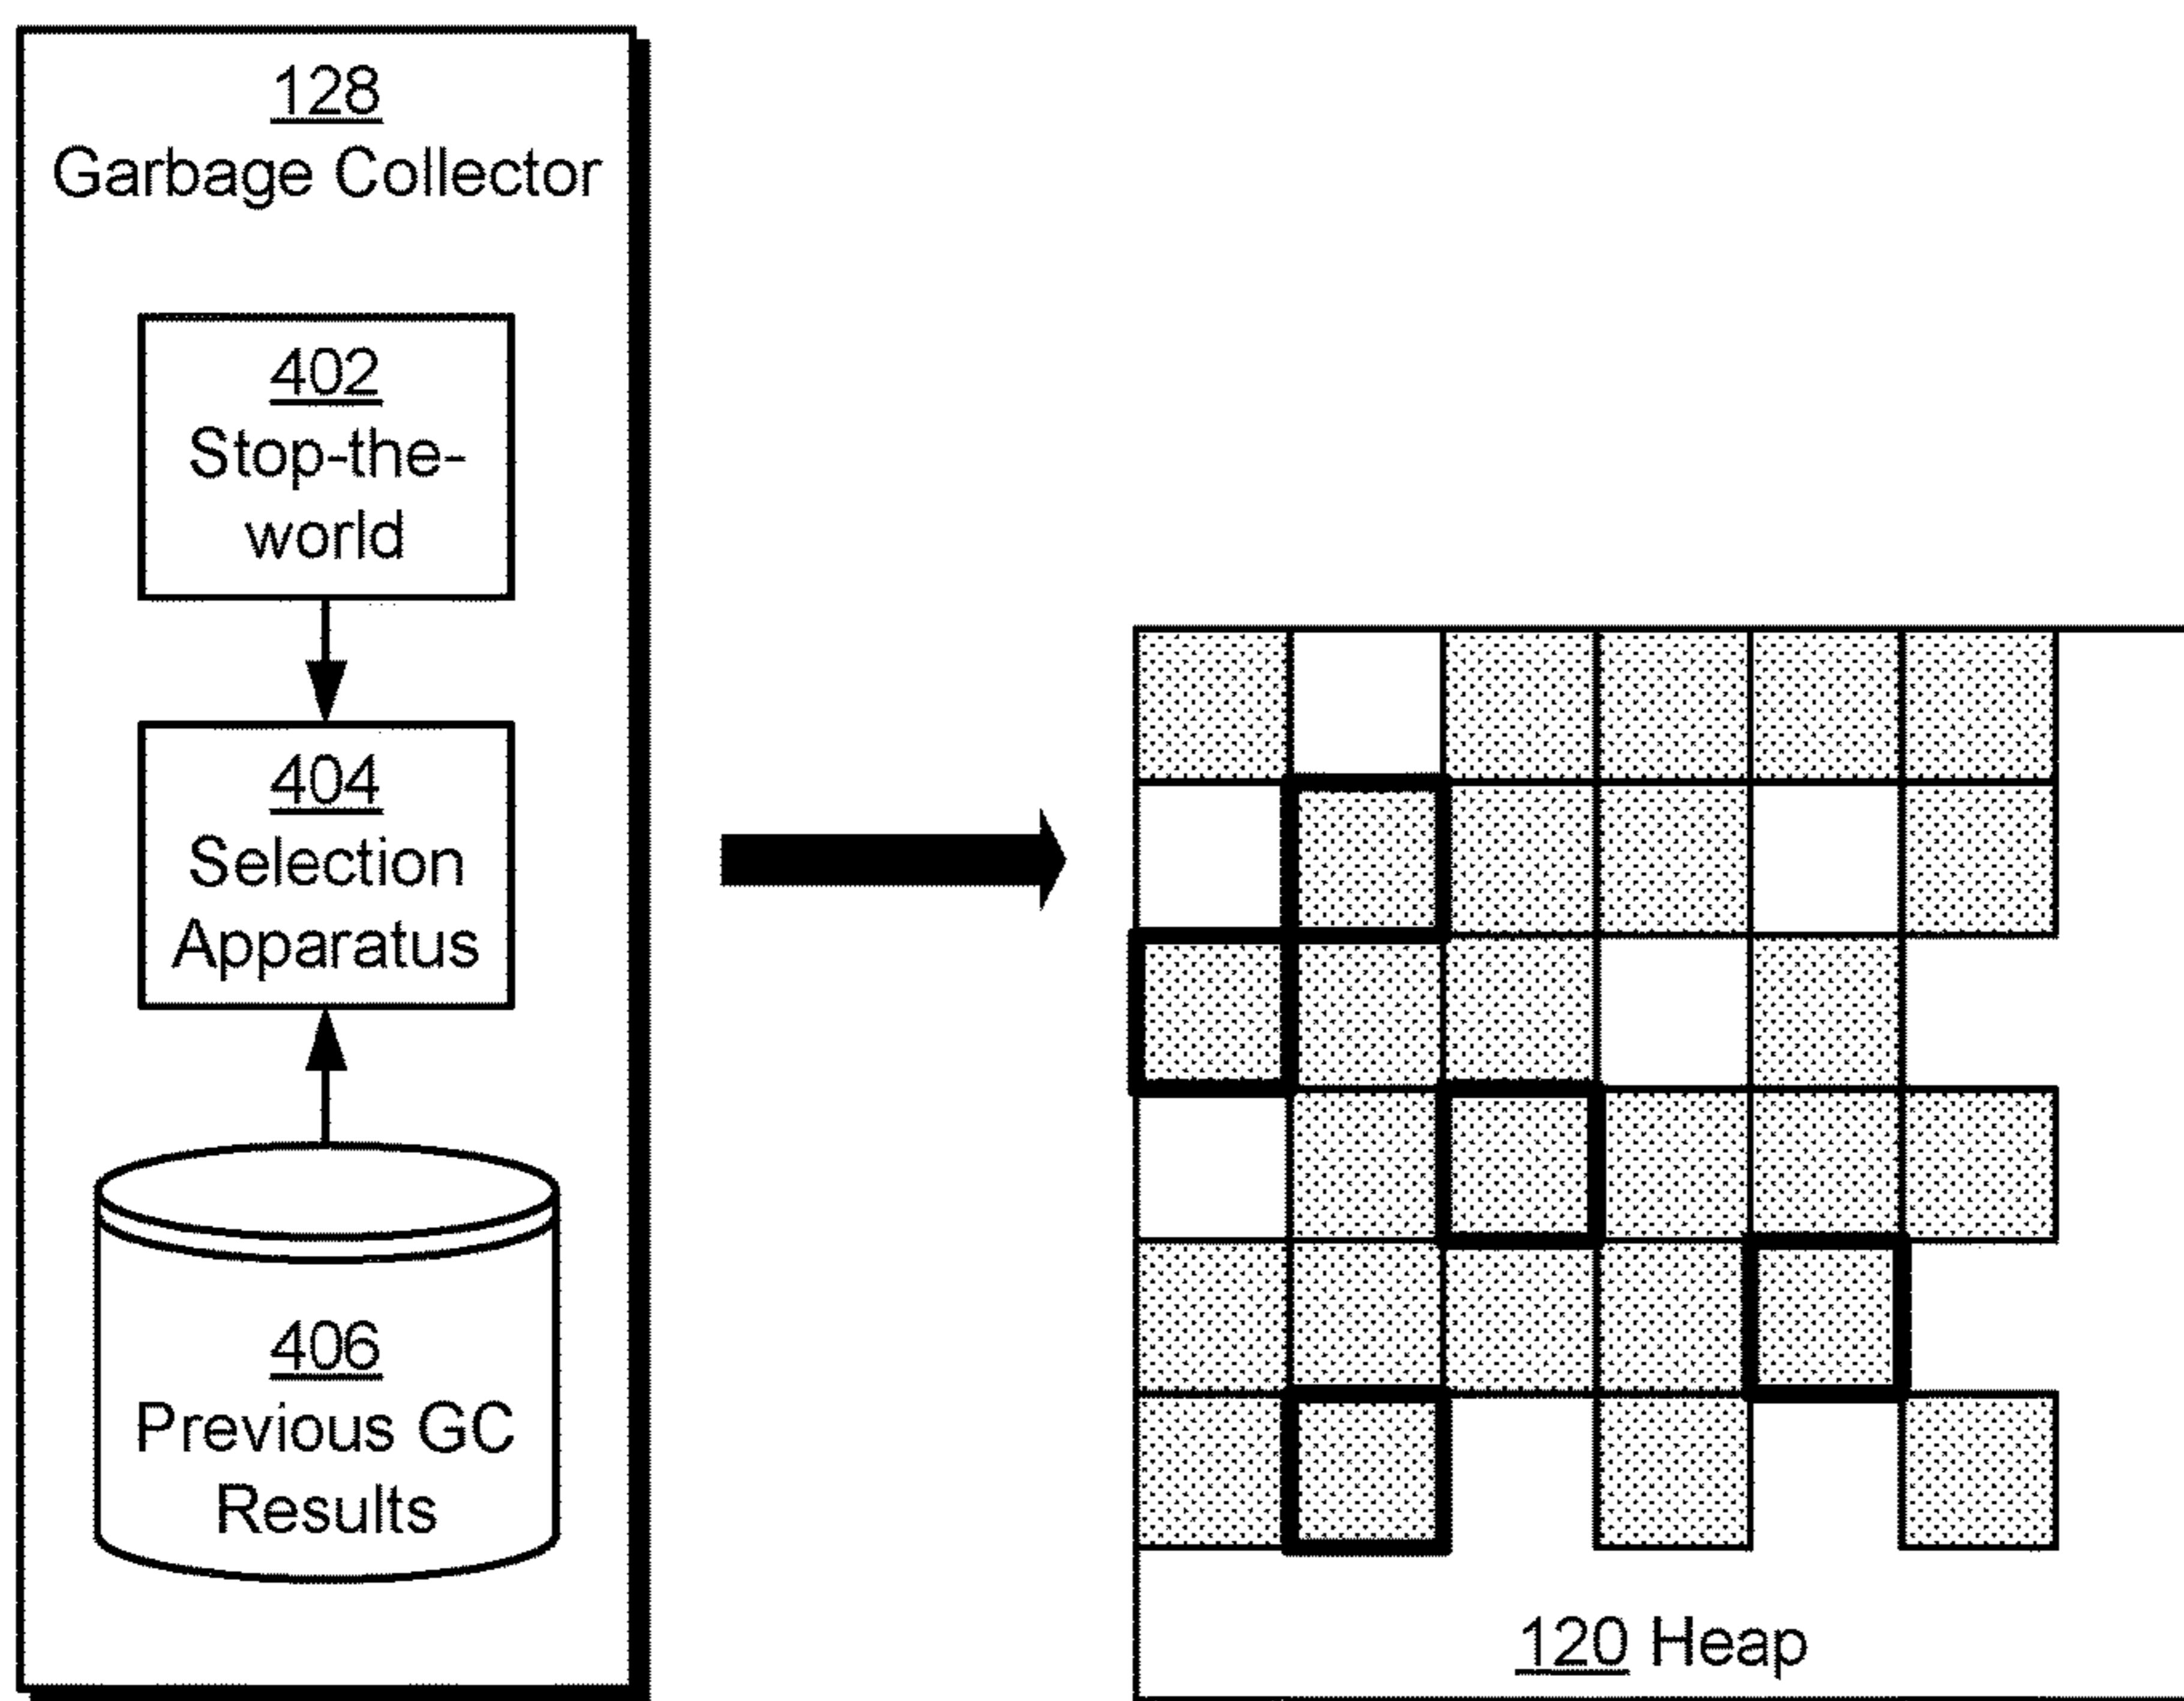 128
Garbage Collector
402
Stop-the-
world
404
Selection
Apparatus
406
Previous GC
Results
120 Heap